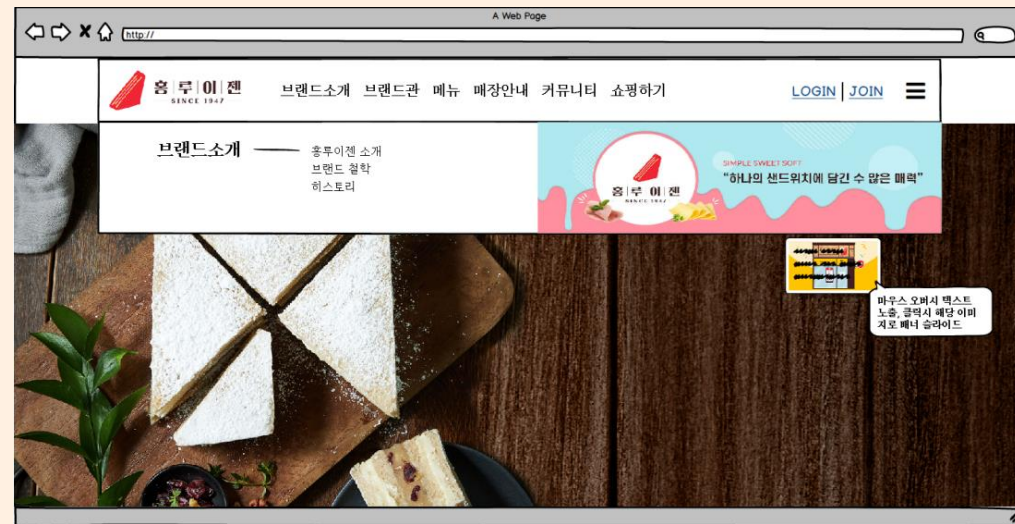 A Web Page
http://
홈|루|이|젠
SINCE 1947
브랜드소개 브랜드관 메뉴 매장안내 커뮤니티 쇼핑하기
LOGIN | JOIN
브랜드소개
홍루이젠 소개
브랜드 철학
히스토리
홈|루|이|젠
SINCE 1947
SIMPLE SWEET SOFT
“하나의 샌드위치에 담긴 수 많은 매력”
마우스 오버시 텍스트
노출, 클릭시 해당 이미
지로 배너 슬라이드